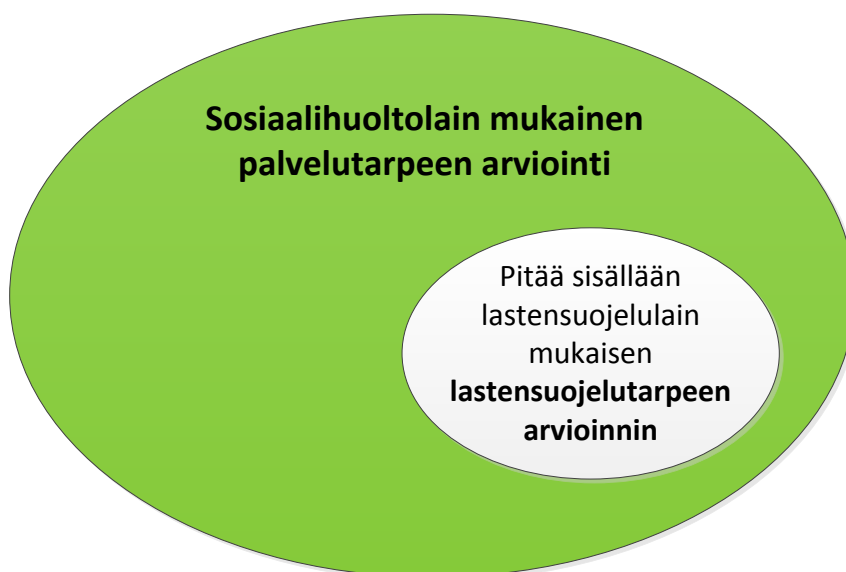 Sosiaalihuoltolain mukainen
palvelutarpeen arviointi
Pitää sisällään
lastensuojelulain
mukaisen
lastensuojelutarpeen
arvioinnin